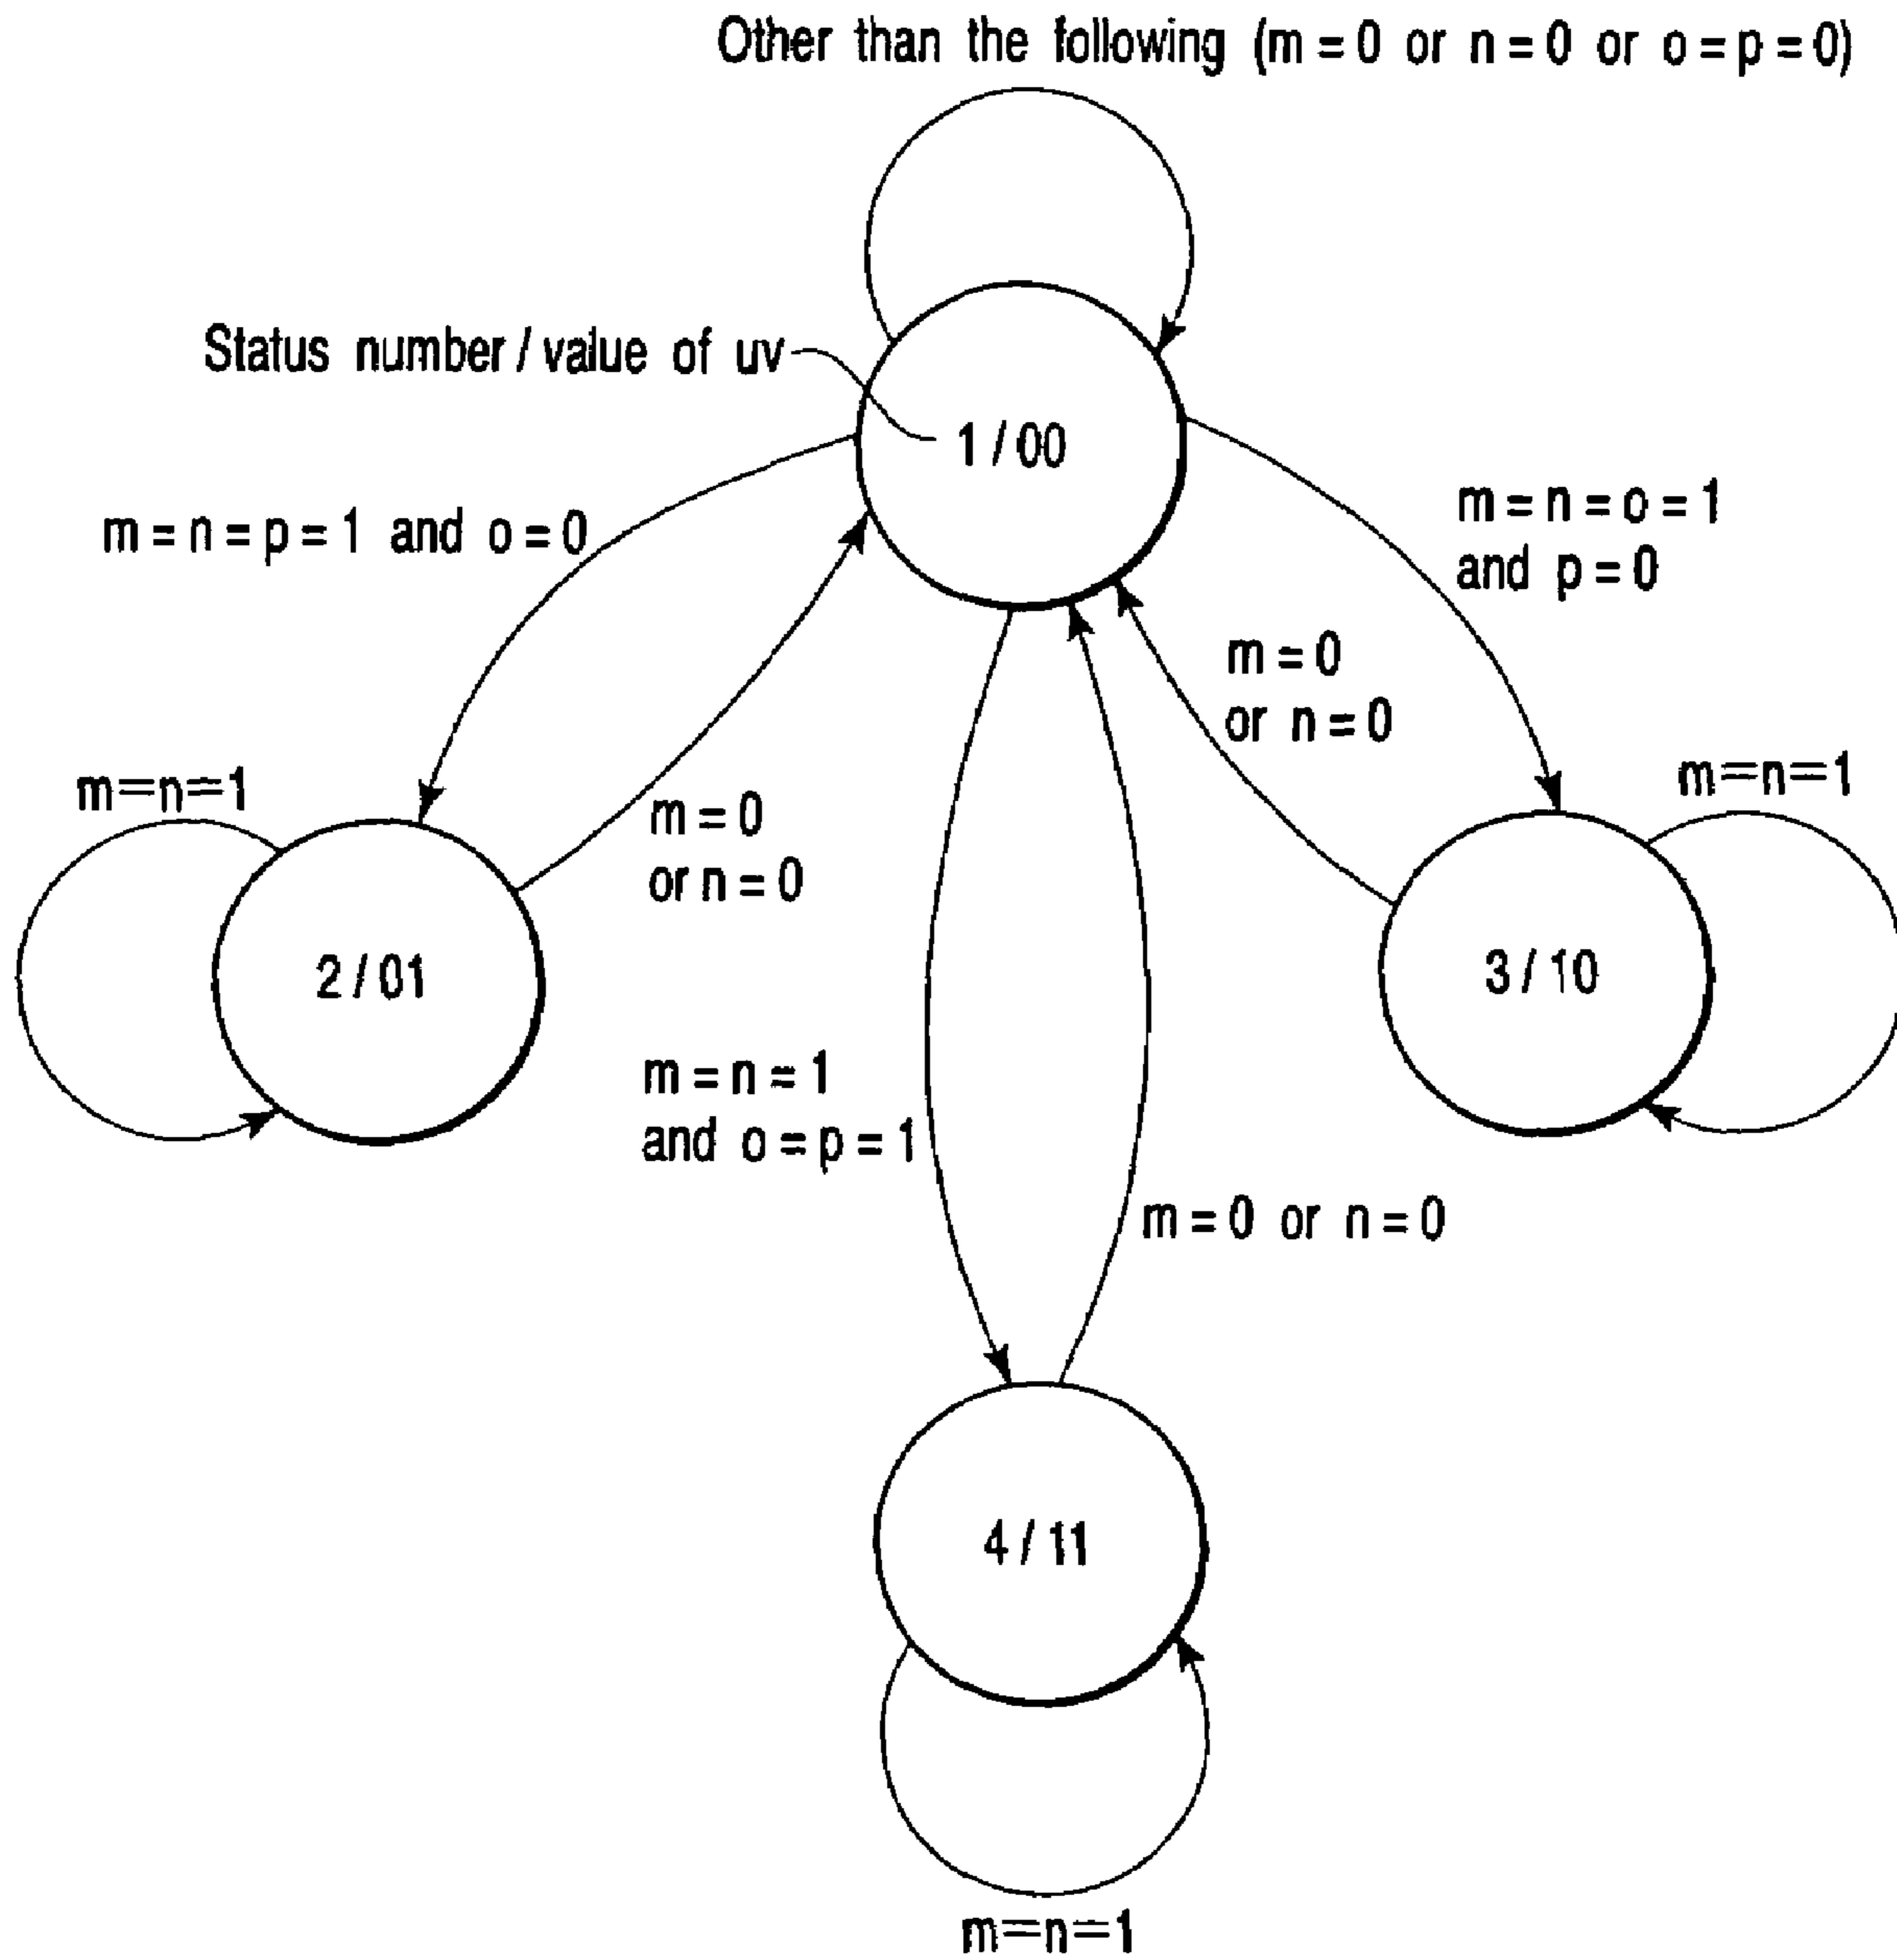 Other than the following (m = 0 or n = 0 or o = p = 0)
Status number / value of uv
1 / 00
m = n = p = 1 and o = 0
m = n = o = 1
and p = 0
m = 0
or n = 0
m=n=1
m = 0
or n = 0
m=n=1
2 / 01
3 / 10
m = n = 1
and o = p = 1
m = 0 or n = 0
4 / 11
m=n=1